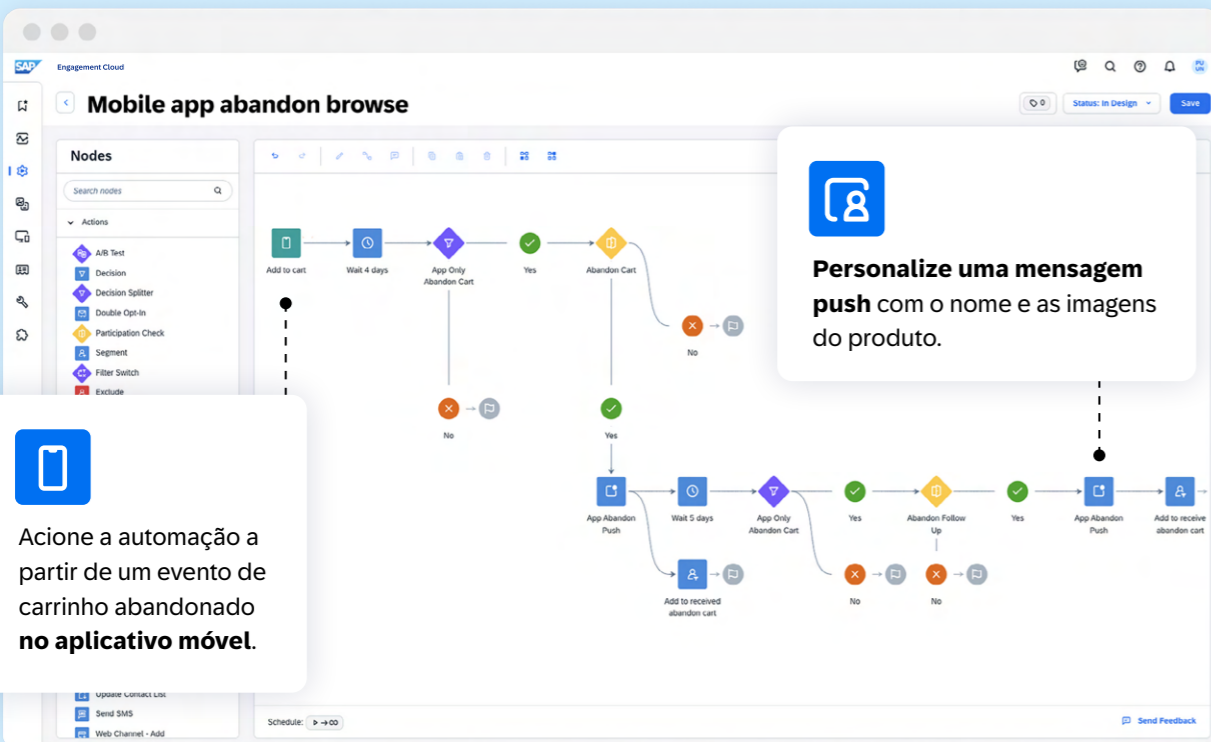 SAP Engagement Cloud
Mobile app abandon browse
0
Status: In Design
Save
Nodes
Search nodes
Actions
A/B Test
Decision
Decision Splitter
Double Opt-In
Participation Check
Segment
Filter Switch
Exclude
Update Contact List
Send SMS
Web Channel - Add
Add to cart
Wait 4 days
App Only
Abandon Cart
Yes
Abandon Cart
No
No
Yes
App Abandon
Push
Wait 5 days
App Only
Abandon Cart
Yes
Abandon Follow
Up
Yes
App Abandon
Push
Add to receive
abandon cart
Add to received
abandon cart
No
No
Personalize uma mensagem
push com o nome e as imagens
do produto.
Acione a automação a
partir de um evento de
carrinho abandonado
no aplicativo móvel.
Schedule:
Send Feedback